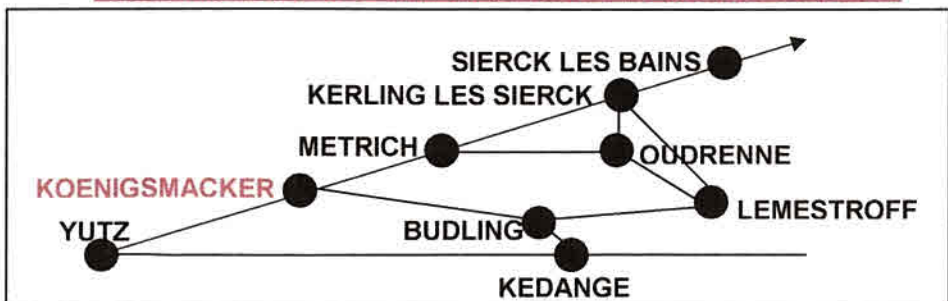 SIERCK LES BAINS
KERLING LES SIERCK
METRICH
OUDRENNE
KOENIGSMACKER
LEMESTROFF
YUTZ
BUDLING
KEDANGE